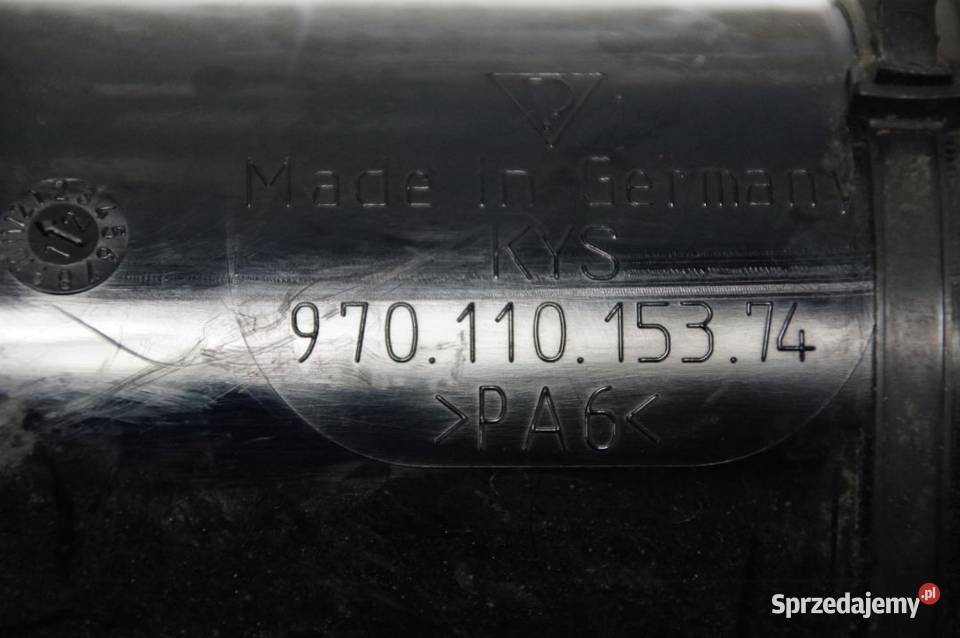 Made in Germany
KYS
970.110.153.74
>PA6<
Sprzedajemy.pl